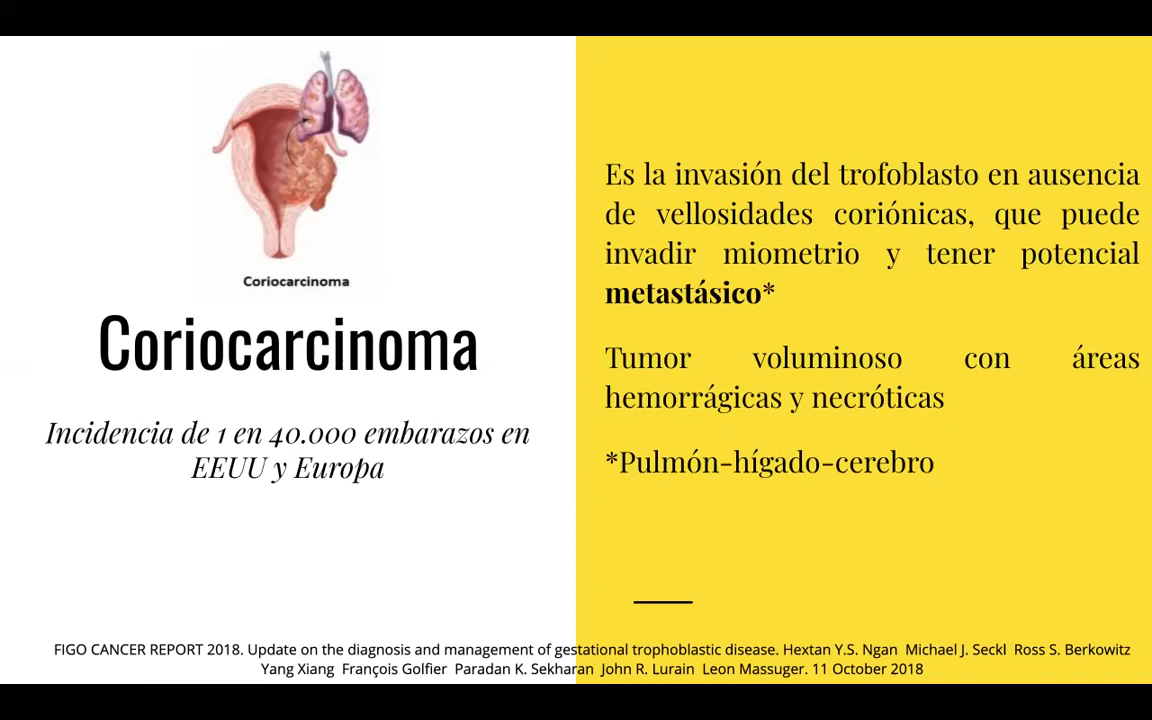 Coriocarcinoma
Coriocarcinoma
Incidencia de 1 en 40.000 embarazos en
EEUU y Europa
Es la invasión del trofoblasto en ausencia
de vellosidades coriónicas, que puede
invadir miometrio y tener potencial
metastásico*
Tumor voluminoso con áreas
hemorrágicas y necróticas
*Pulmón-hígado-cerebro
FIGO CANCER REPORT 2018. Update on the diagnosis and management of gestational trophoblastic disease. Hextan Y.S. Ngan Michael J. Seckl Ross S. Berkowitz
Yang Xiang François Golfier Paradan K. Sekharan John R. Lurain Leon Massuger. 11 October 2018